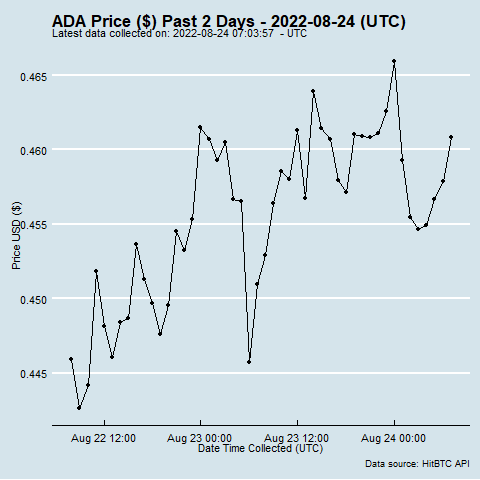 ADA Price ($) Past 2 Days - 2022-08-24 (UTC)
Latest data collected on: 2022-08-24 07:03:57 - UTC
0.465
0.460
0.455
0.450
0.445
Price USD ($)
Aug 22 12:00 Aug 23 00:00 Aug 23 12:00 Aug 24 00:00
Date Time Collected (UTC)
Data source: HitBTC API